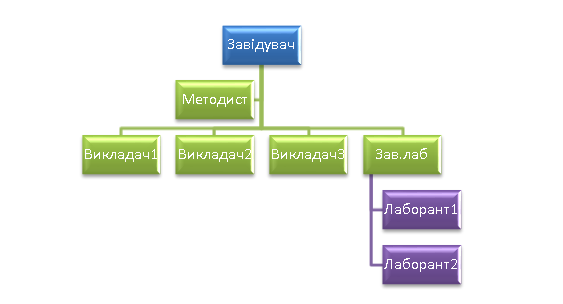 Завідувач
Методист
Викладач1
Викладач2
Викладач3
Зав.лаб
Лаборант1
Лаборант2